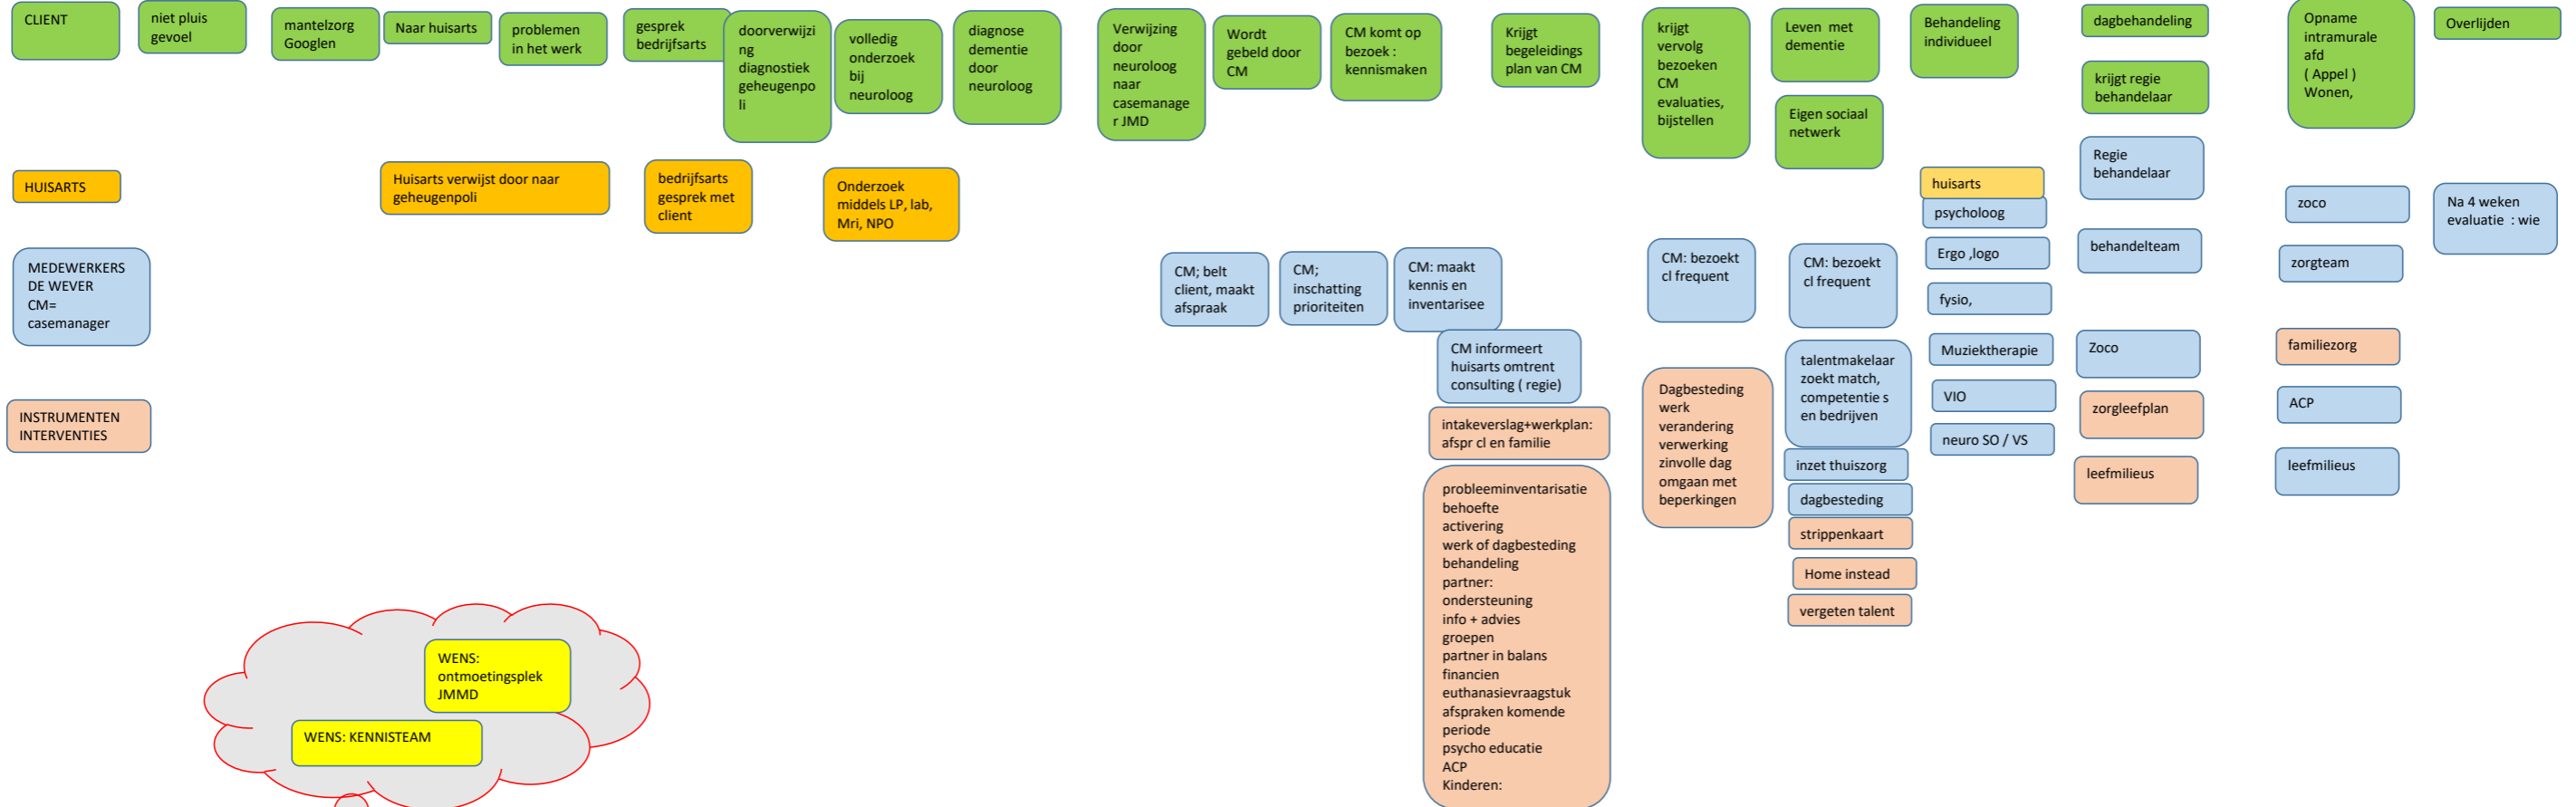 CLIENT
niet pluis
gevoel
mantelzorg
Googlen
Naar huisarts
problemen
in het werk
gesprek
bedrijfsarts
doorverwijzi
ng
diagnostiek
geheugenpo
li
volledig
onderzoek
bij
neuroloog
diagnose
dementie
door
neuroloog
Verwijzing
door
neuroloog
naar
casemanage
r JMD
Wordt
gebeld door
CM
CM komt op
bezoek :
kennismaken
Krijgt
begeleidings
plan van CM
krijgt
vervolg
bezoeken
CM
evaluaties,
bijstellen
Leven met
dementie
Eigen sociaal
netwerk
Behandeling
individueel
dagbehandeling
krijgt regie
behandelaar
Opname
intramurale
afd
( Appel )
Wonen,
Overlijden
HUISARTS
Huisarts verwijst door naar
geheugenpoli
bedrijfsarts
gesprek met
client
Onderzoek
middels LP, lab,
Mri, NPO
huisarts
psycholoog
Ergo ,logo
fysio,
Muziektherapie
VIO
neuro SO / VS
Regie
behandelaar
behandelteam
Zoco
zorgleefplan
leefmilieus
zoco
zorgteam
familiezorg
ACP
leefmilieus
Na 4 weken
evaluatie : wie
MEDEWERKERS
DE WEVER
CM=
casemanager
CM; belt
client, maakt
afspraak
CM;
inschatting
prioriteiten
CM: maakt
kennis en
inventarisee
CM informeert
huisarts omtrent
consulting ( regie)
intakeverslag+werkplan:
afspr cl en familie
probleeminventarisatie
behoefte
activering
werk of dagbesteding
behandeling
partner:
ondersteuning
info + advies
groepen
partner in balans
financien
euthanasievraagstuk
afspraken komende
periode
psycho educatie
ACP
Kinderen:
CM: bezoekt
cl frequent
Dagbesteding
werk
verandering
verwerking
zinvolle dag
omgaan met
beperkingen
CM: bezoekt
cl frequent
talentmakelaar
zoekt match,
competentie s
en bedrijven
inzet thuiszorg
dagbesteding
strippenkaart
Home instead
vergeten talent
INSTRUMENTEN
INTERVENTIES
WENS:
ontmoetingsplek
JMMD
WENS: KENNISTEAM